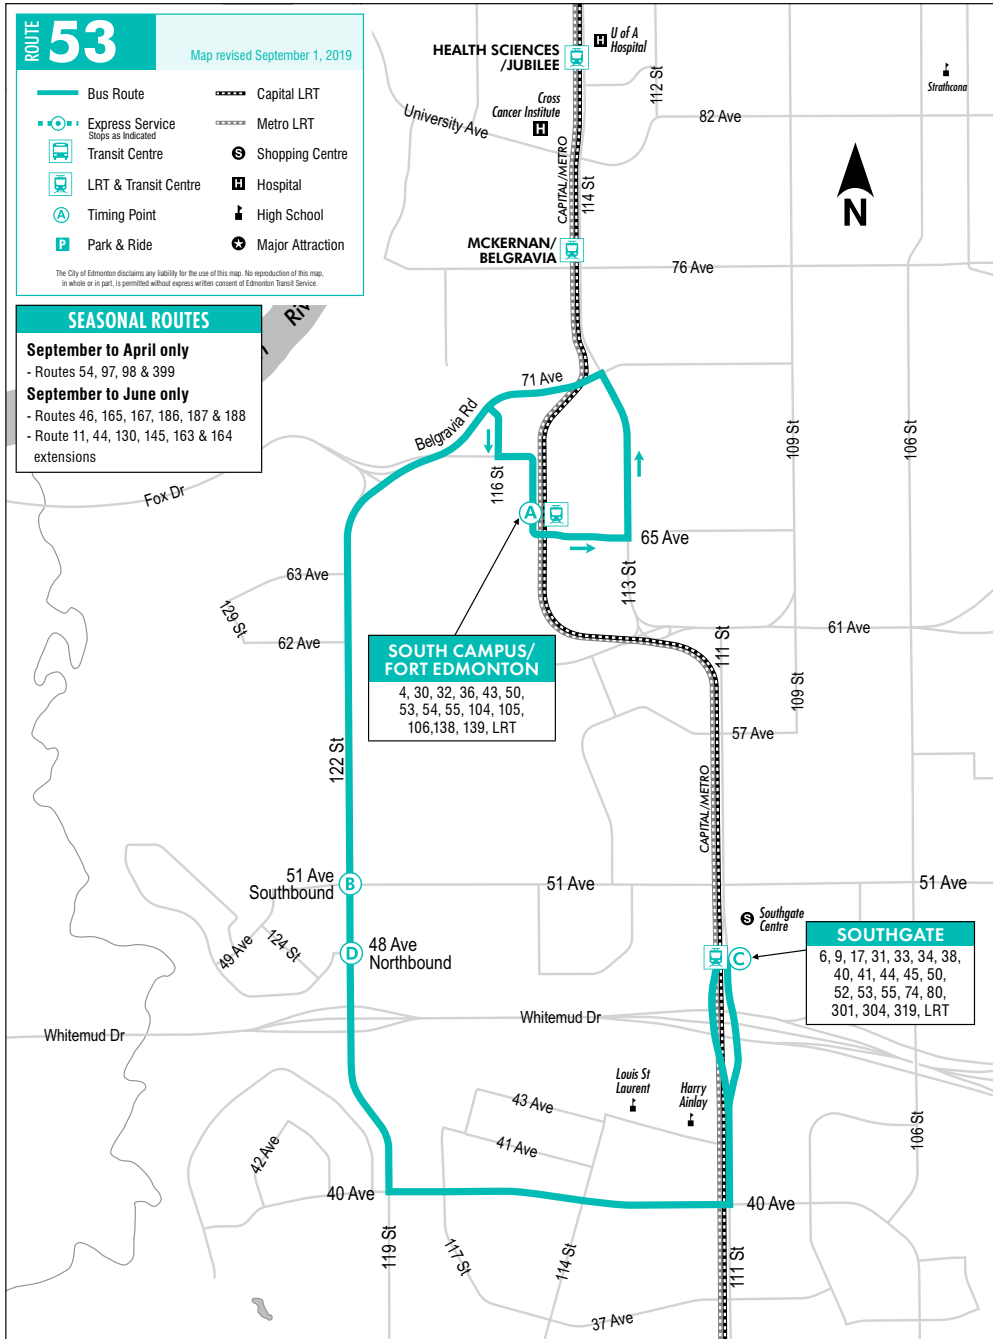 ROUTE
53
Map revised September 1, 2019
Bus Route
Capital LRT
Express Service
Stops as Indicated
Metro LRT
Transit Centre
S Shopping Centre
LRT & Transit Centre
H Hospital
A Timing Point
High School
P Park & Ride
Major Attraction
The City of Edmonton disclaims any liability for the use of this map. No reproduction of this map,
in whole or in part, is permitted without express written consent of Edmonton Transit Service.
SEASONAL ROUTES
September to April only
- Routes 54, 97, 98 & 399
September to June only
- Routes 46, 165, 167, 186, 187 & 188
- Route 11, 44, 130, 145, 163 & 164
extensions
HEALTH SCIENCES
/JUBILEE
H U of A
Hospital
Cross
Cancer Institute
H
University Ave
112 St
82 Ave
Strathcona
CAPITAL/METRO
114 St
N
MCKERNAN/
BELGRAVIA
76 Ave
Riv
71 Ave
Belgravia Rd
109 St
106 St
116 St
Fox Dr
A
65 Ave
63 Ave
113 St
129 St
62 Ave
111 St
61 Ave
SOUTH CAMPUS/
FORT EDMONTON
4, 30, 32, 36, 43, 50,
53, 54, 55, 104, 105,
106,138, 139, LRT
109 St
57 Ave
122 St
CAPITAL/METRO
51 Ave
Southbound
B
51 Ave
51 Ave
S Southgate
Centre
49 Ave
124 St
D
48 Ave
Northbound
C
SOUTHGATE
6, 9, 17, 31, 33, 34, 38,
40, 41, 44, 45, 50,
52, 53, 55, 74, 80,
301, 304, 319, LRT
Whitemud Dr
Whitemud Dr
Louis St
Laurent
Harry
Ainlay
43 Ave
41 Ave
42 Ave
106 St
40 Ave
40 Ave
119 St
117 St
114 St
111 St
37 Ave